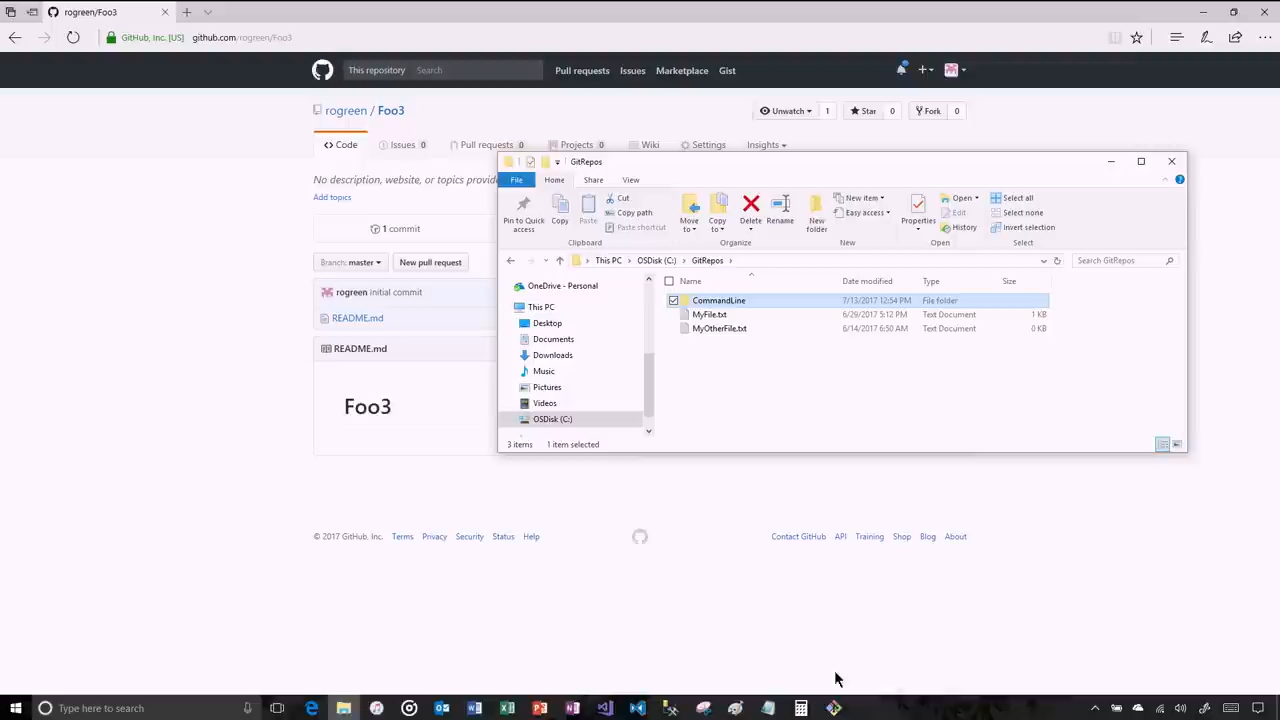 rogreen/Foo3
GitHub, Inc. [US] github.com/rogreen/Foo3
This repository Search Pull requests Issues Marketplace Gist
rogreen / Foo3 Unwatch 1 Star 0 Fork 0
Code Issues 0 Pull requests 0 Projects 0 Wiki Settings Insights
No description, website, or topics provide
Add topics
1 commit
Branch: master New pull request
rogreen initial commit
README.md
README.md
Foo3
GitRepos
File Home Share View
Pin to Quick access
Copy
Paste
Cut
Copy path
Paste shortcut
Clipboard
Move to
Copy to
Delete
Rename
Organize
New folder
New item
Easy access
New
Properties
Open
Edit
History
Open
Select all
Select none
Invert selection
Select
This PC > OSDisk (C:) > GitRepos > Search GitRepos
OneDrive - Personal
This PC
Desktop
Documents
Downloads
Music
Pictures
Videos
OSDisk (C:)
Name Date modified Type Size
CommandLine 7/13/2017 12:54 PM File folder
MyFile.txt 6/29/2017 5:12 PM Text Document 1 KB
MyOtherFile.txt 6/14/2017 6:50 AM Text Document 0 KB
3 items 1 item selected
© 2017 GitHub, Inc. Terms Privacy Security Status Help Contact GitHub API Training Shop Blog About
Type here to search